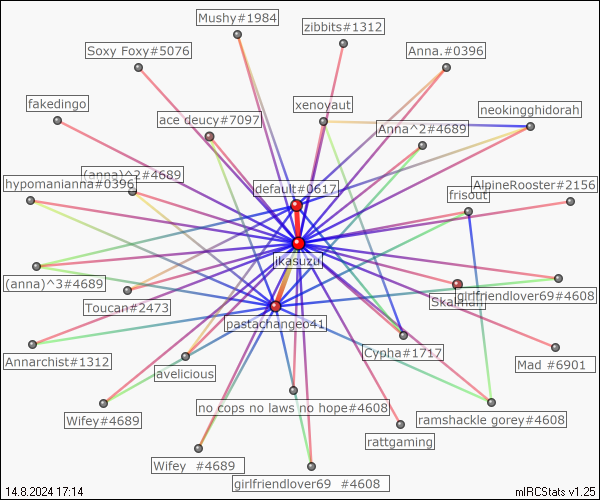 Mushy#1984
zibbits#1312
Soxy Foxy#5076
Anna.#0396
fakedingo
xenoyaut
neokingghidorah
ace deucy#7097
Anna^2#4689
(anna)^2#4689
hypomanianna#0396
default#0617
AlpineRooster#2156
frisout
jkasuzu
(anna)^3#4689
Toucan#2473
girlfriendlover69#4608
pastachangeo41
Annarchist#1312
Cypha#1717
Mad #6901
avelicious
no cops no laws no hope#4608
Wifey#4689
ramshackle gorey#4608
rattgaming
Wifey #4689
girlfriendlover69 #4608
14.8.2024 17:14
mIRCStats v1.25